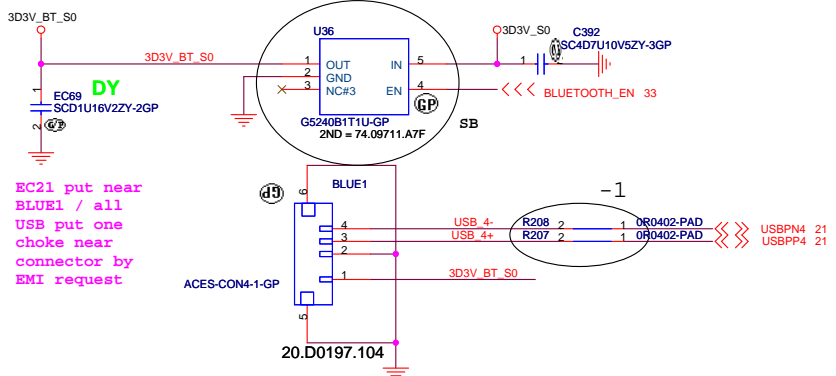 3D3V_BT_S0
3D3V_BT_S0
DY
1
EC69
SCD1U16V2ZY-2GP
2
GP
U36
1 OUT IN 5
2 GND
3 NC#3 EN 4
GP
G5240B1T1U-GP
2ND = 74.09711.A7F
SB
3D3V_S0
C392
1
SC4D7U10V5ZY-3GP
BLUETOOTH_EN 33
EC21 put near
BLUE1 / all
USB put one
choke near
connector by
EMI request
GP
6
BLUE1
4
3
2
1
5
ACES-CON4-1-GP
20.D0197.104
USB_4-
USB_4+
3D3V_BT_S0
-1
R208 2 1 0R0402-PAD
R207 2 1 0R0402-PAD
USBPN4 21
USBPP4 21